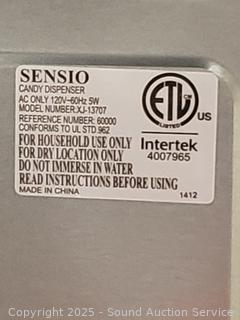 SENSIO
CANDY DISPENSER
AC ONLY 120V~60Hz 5W
MODEL NUMBER:XJ-13707
REFERENCE NUMBER: 60000
CONFORMS TO UL STD.962
FOR HOUSEHOLD USE ONLY
FOR DRY LOCATION ONLY
DO NOT IMMERSE IN WATER
READ INSTRUCTIONS BEFORE USING
MADE IN CHINA
1412
ETL
LISTED
US
Intertek
4007965
Copyright 2025 - Sound Auction Service